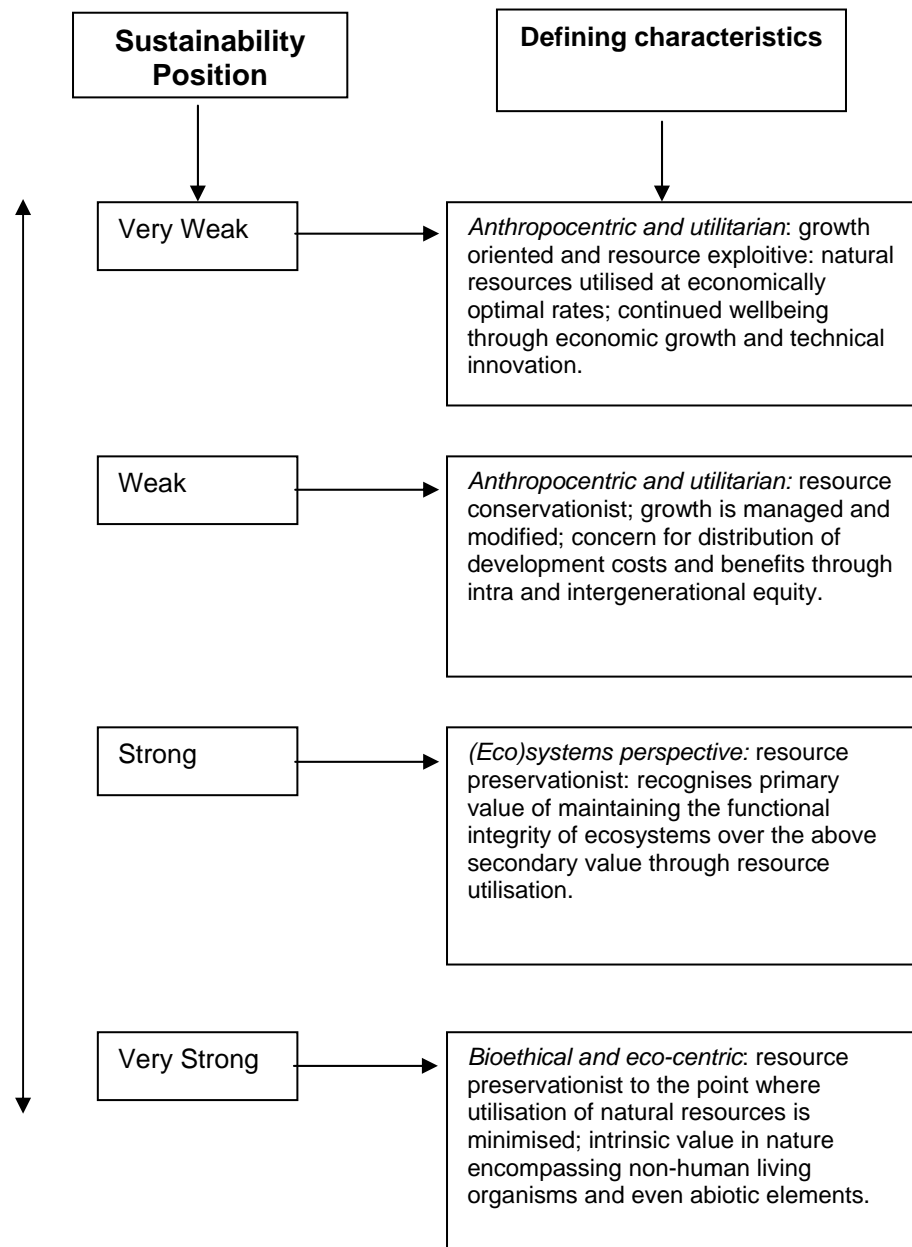 Sustainability
Position
Defining characteristics
Very Weak
Anthropocentric and utilitarian: growth
oriented and resource exploitive: natural
resources utilised at economically
optimal rates; continued wellbeing
through economic growth and technical
innovation.
Weak
Anthropocentric and utilitarian: resource
conservationist; growth is managed and
modified; concern for distribution of
development costs and benefits through
intra and intergenerational equity.
Strong
(Eco)systems perspective: resource
preservationist: recognises primary
value of maintaining the functional
integrity of ecosystems over the above
secondary value through resource
utilisation.
Very Strong
Bioethical and eco-centric: resource
preservationist to the point where
utilisation of natural resources is
minimised; intrinsic value in nature
encompassing non-human living
organisms and even abiotic elements.